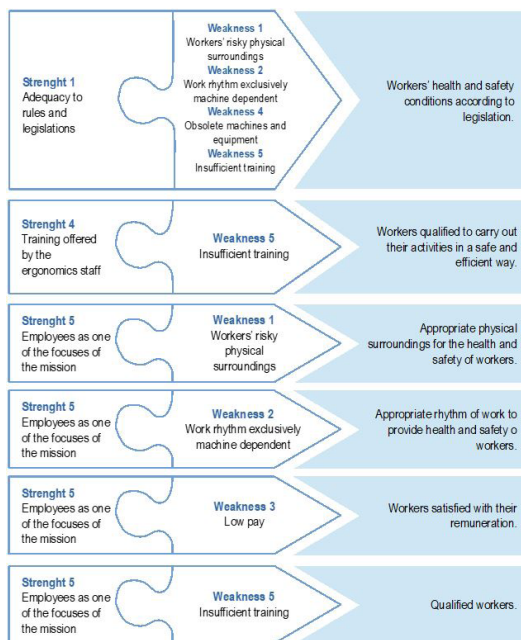 Strenght 1
Adequacy to
rules and
legislations
Weakness 1
Workers' risky physical
surroundings
Weakness 2
Work rhythm exclusively
machine dependent
Weakness 4
Obsolete machines and
equipment
Weakness 5
Insufficient training
Workers' health and safety
conditions according to
legislation.
Strenght 4
Training offered
by the
ergonomics staff
Weakness 5
Insufficient training
Workers qualified to carry out
their activities in a safe and
efficient way.
Strenght 5
Employees as one
of the focuses of
the mission
Weakness 1
Workers' risky
physical
surroundings
Appropriate physical
surroundings for the health and
safety of workers.
Strenght 5
Employees as one
of the focuses of
the mission
Weakness 2
Work rhythm exclusively
machine dependent
Appropriate rhythm of work to
provide health and safety o
workers.
Strenght 5
Employees as one
of the focuses of
the mission
Weakness 3
Low pay
Workers satisfied with their
remuneration.
Strenght 5
Employees as one
of the focuses of
the mission
Weakness 5
Insufficient training
Qualified workers.